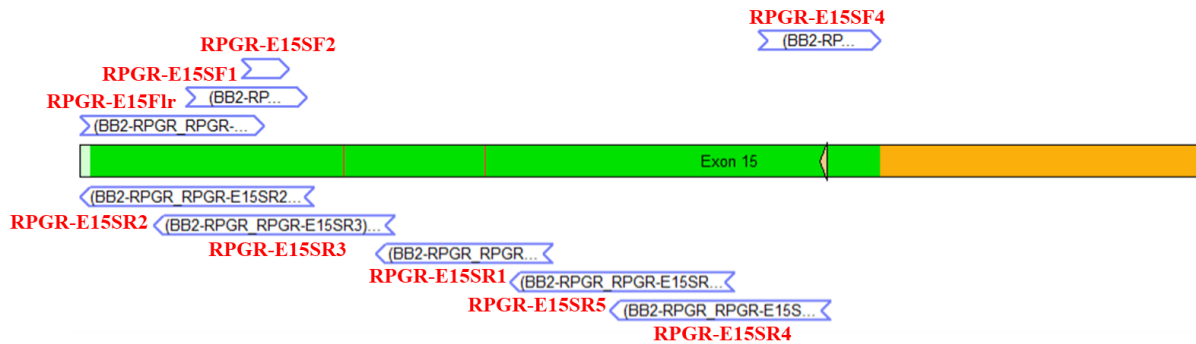 RPGR-E15SF4
(BB2-RP...
RPGR-E15SF2
RPGR-E15SF1
(BB2-RP...
RPGR-E15Flr
(BB2-RPGR_RPGR-...
Exon 15
(BB2-RPGR_RPGR-E15SR2...
RPGR-E15SR2
(BB2-RPGR_RPGR-E15SR3)...
RPGR-E15SR3
(BB2-RPGR_RPGR...
RPGR-E15SR1
(BB2-RPGR_RPGR-E15SR...
RPGR-E15SR5
(BB2-RPGR_RPGR-E15S...
RPGR-E15SR4